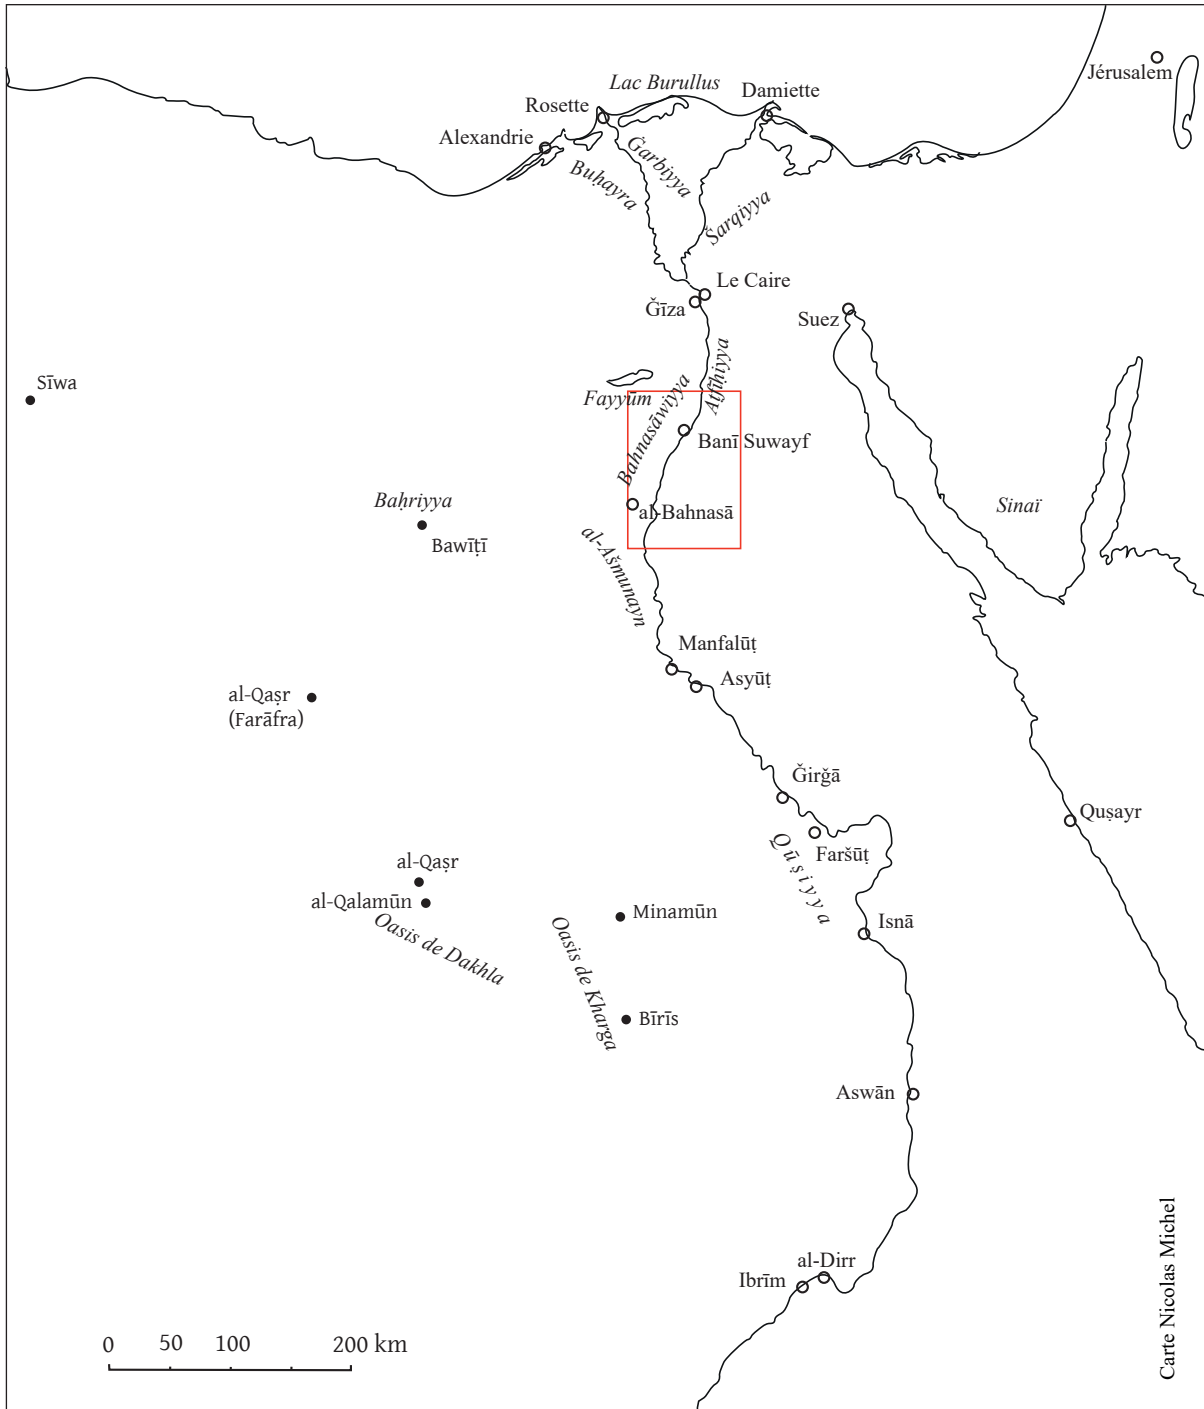 Jérusalem
Lac Burullus
Damiette
Rosette
Alexandrie
Ġarbiyya
Buḥayra
Šarqiyya
Le Caire
Ǧīza
Suez
Sīwa
Fayyūm
Bahnasāwiyya
Aṭfīḥiyya
Banī Suwayf
Baḥriyya
Bawīṭī
al-Bahnasā
Sinaï
al-Ašmunayn
Manfalūṭ
Asyūṭ
al-Qaṣr
(Farāfra)
Ǧirǧā
Quṣayr
Faršūṭ
Qūṣiyya
al-Qaṣr
al-Qalamūn
Oasis de Dakhla
Minamūn
Oasis de Kharga
Isnā
Bīrīs
Aswān
al-Dirr
Ibrīm
0 50 100 200 km
Carte Nicolas Michel